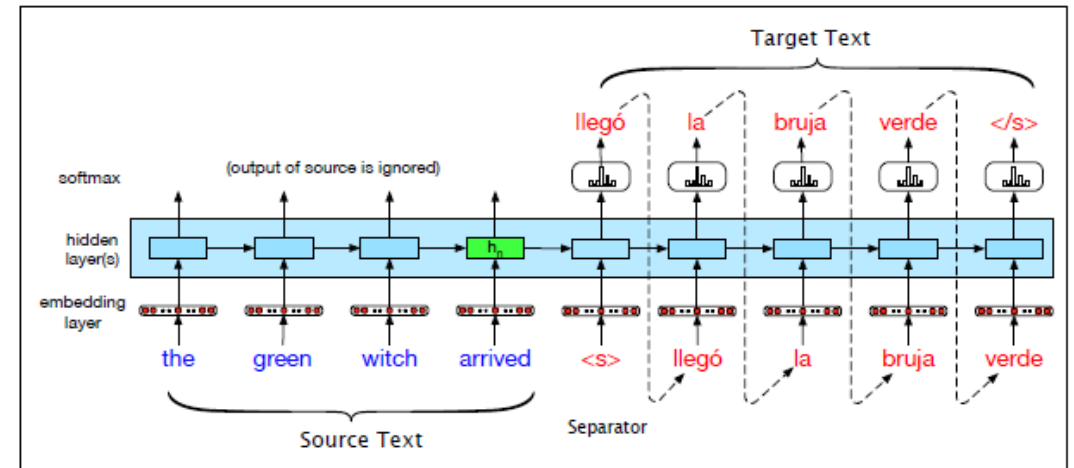 Target Text
llegó la bruja verde </s>
softmax
(output of source is ignored)
hidden
layer(s)
hn
embedding
layer
the green witch arrived <s> llegó la bruja verde
Separator
Source Text